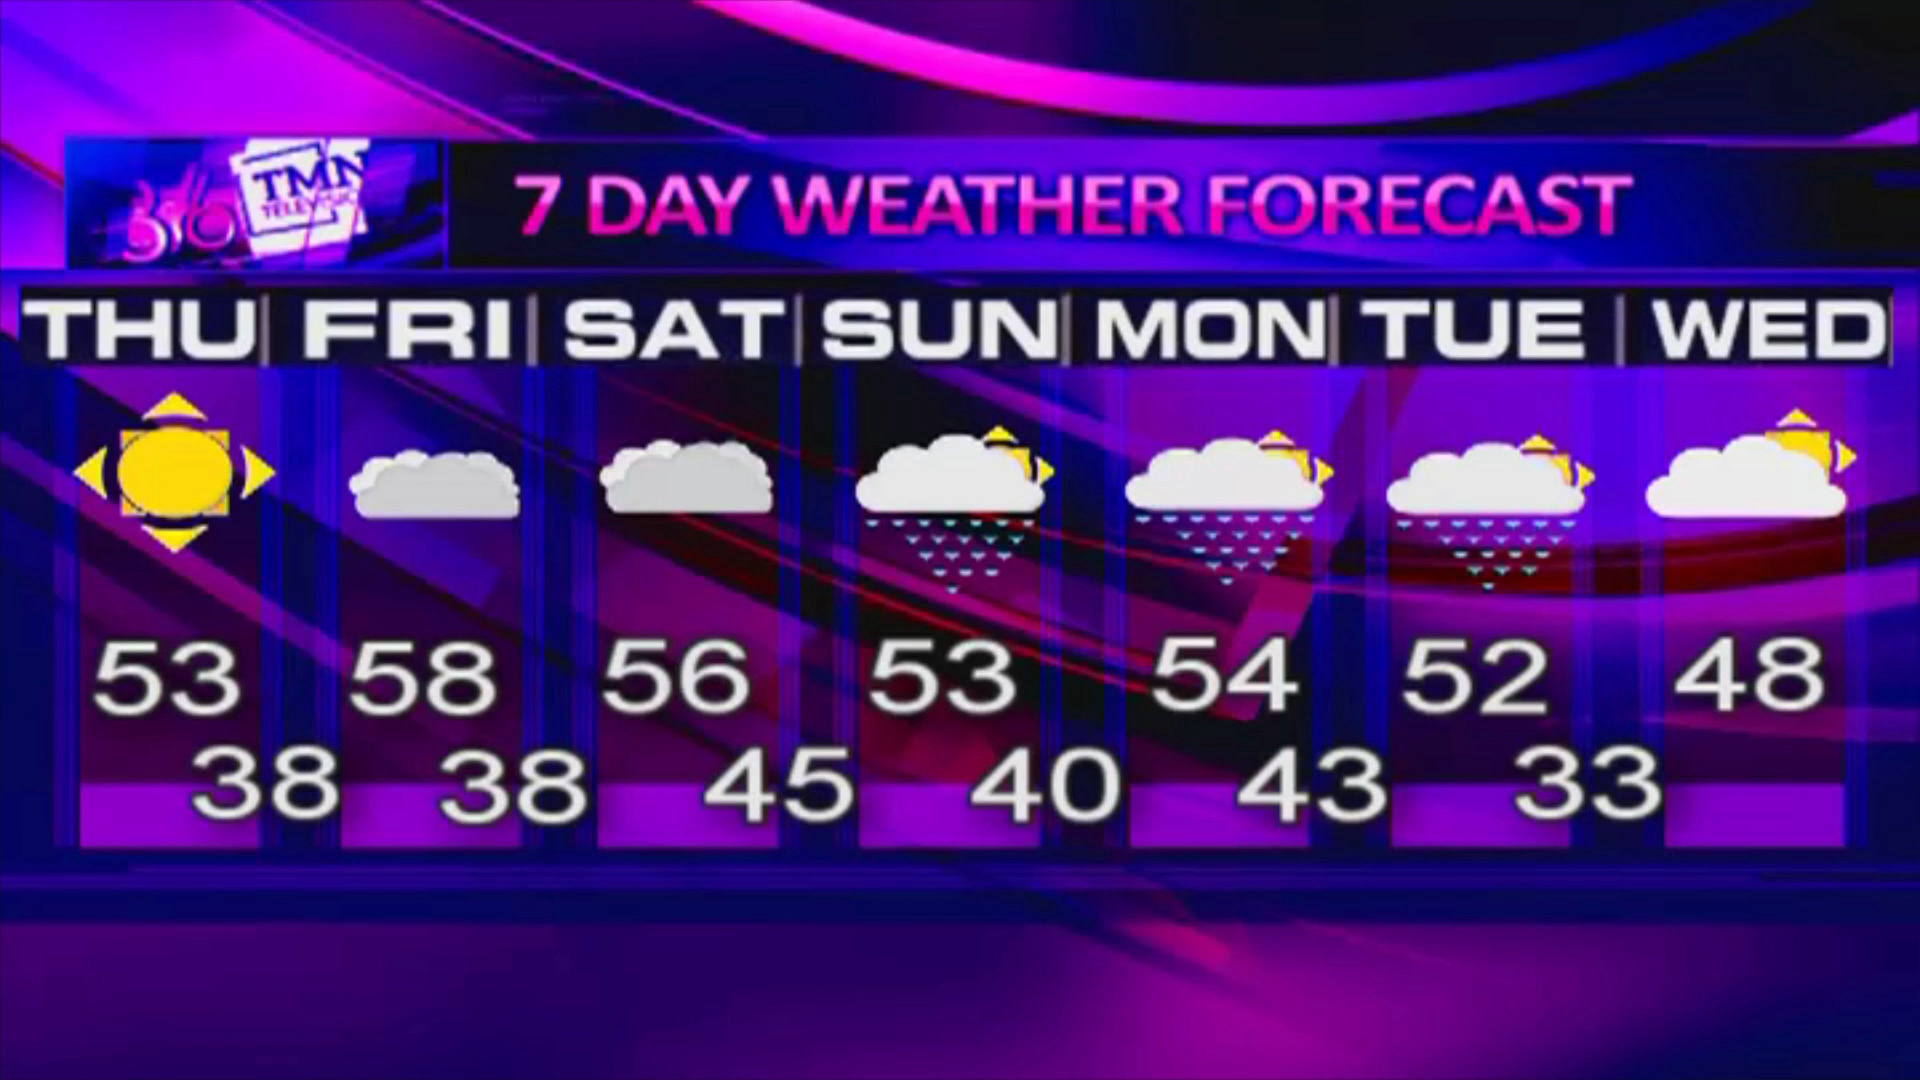 TMN
7 DAY WEATHER FORECAST
THU FRI SAT SUN MON TUE WED
53 58 56 53 54 52 48
38 38 45 40 43 33